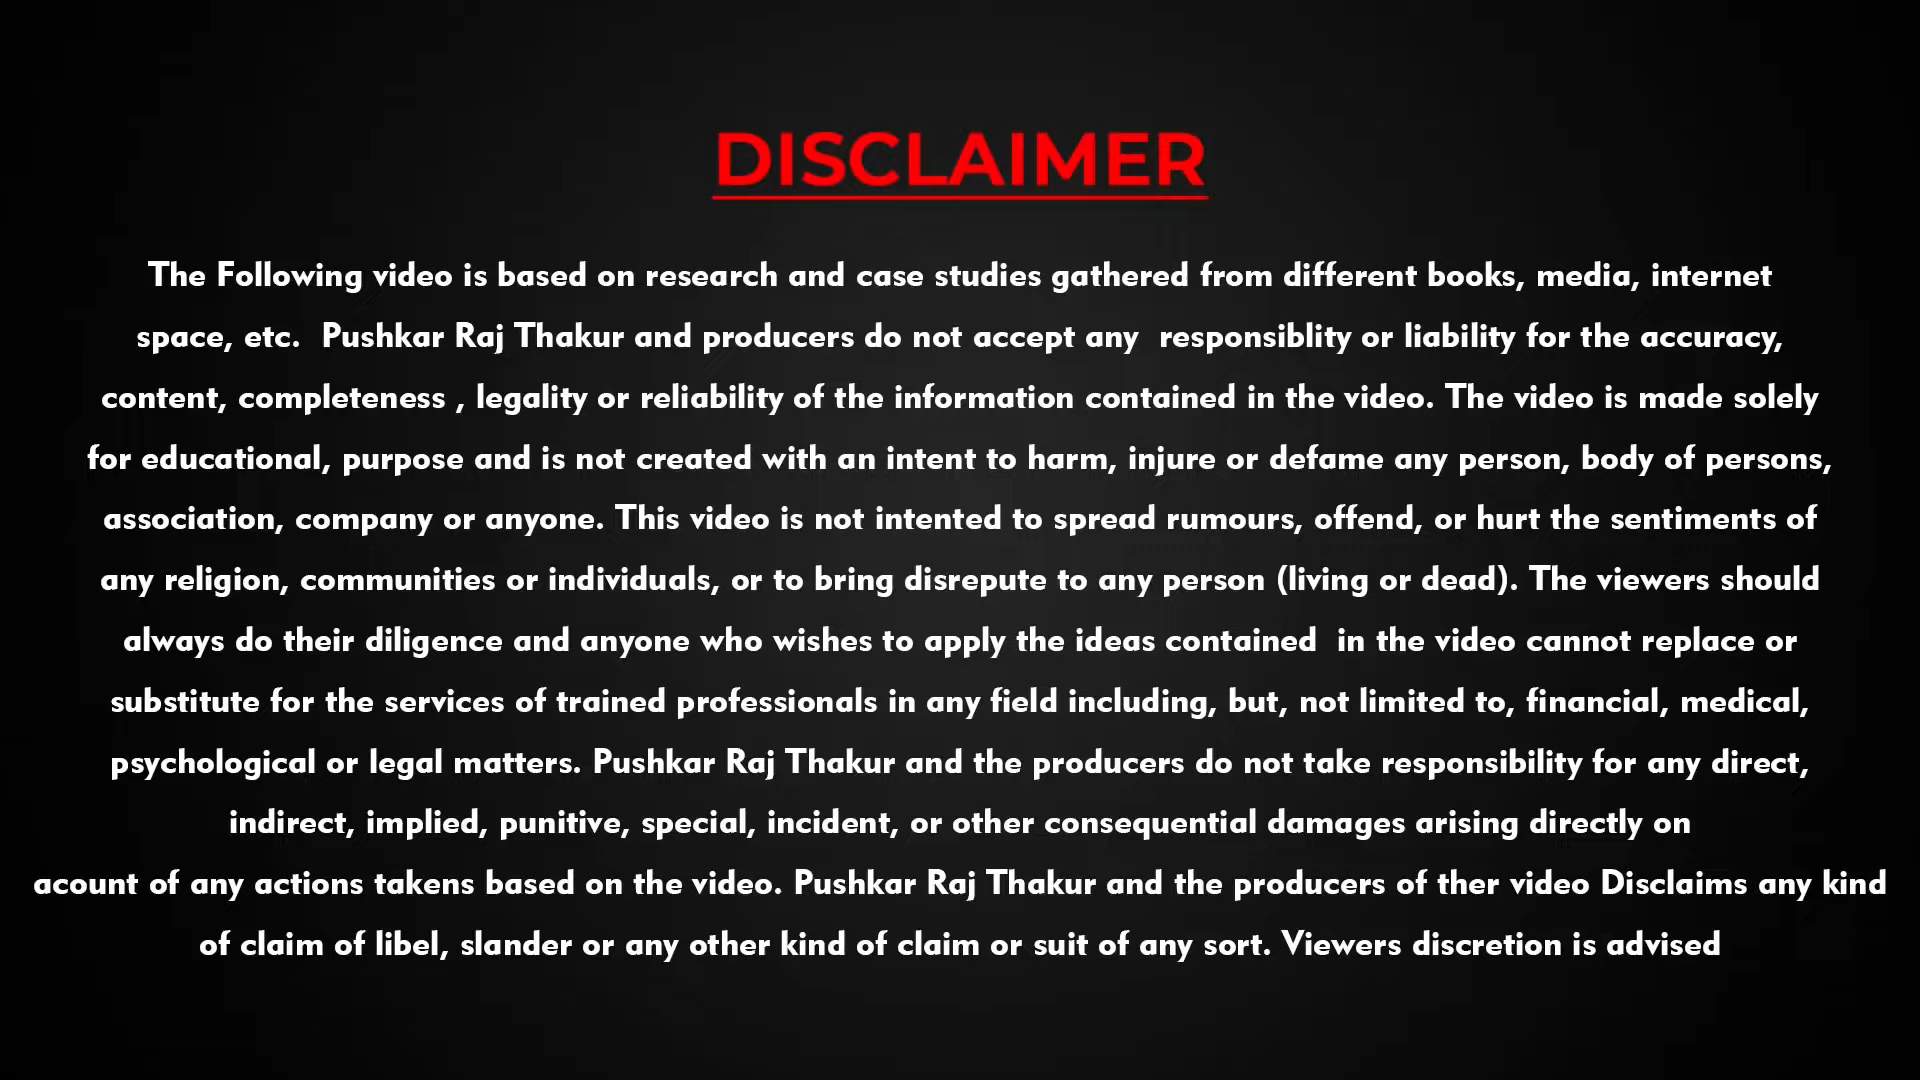 DISCLAIMER
The Following video is based on research and case studies gathered from different books, media, internet
space, etc.  Pushkar Raj Thakur and producers do not accept any  responsiblity or liability for the accuracy,
content, completeness , legality or reliability of the information contained in the video. The video is made solely
for educational, purpose and is not created with an intent to harm, injure or defame any person, body of persons,
association, company or anyone. This video is not intented to spread rumours, offend, or hurt the sentiments of
any religion, communities or individuals, or to bring disrepute to any person (living or dead). The viewers should
always do their diligence and anyone who wishes to apply the ideas contained  in the video cannot replace or
substitute for the services of trained professionals in any field including, but, not limited to, financial, medical,
psychological or legal matters. Pushkar Raj Thakur and the producers do not take responsibility for any direct,
indirect, implied, punitive, special, incident, or other consequential damages arising directly on
acount of any actions takens based on the video. Pushkar Raj Thakur and the producers of ther video Disclaims any kind
of claim of libel, slander or any other kind of claim or suit of any sort. Viewers discretion is advised